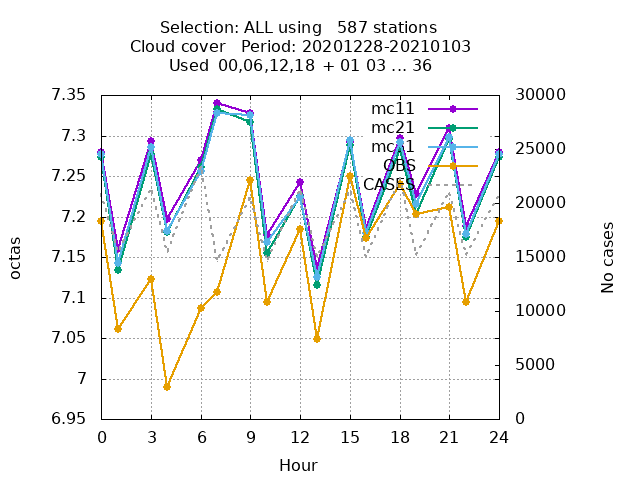 Selection: ALL using   587 stations
Cloud cover   Period: 20201228-20210103
Used  00,06,12,18 + 01 03 ... 36
7.35
7.3
7.25
7.2
7.15
7.1
7.05
7
6.95
30000
25000
20000
15000
10000
5000
0
octas
No cases
mc11
mc21
OBS
CASES
0 3 6 9 12 15 18 21 24
Hour